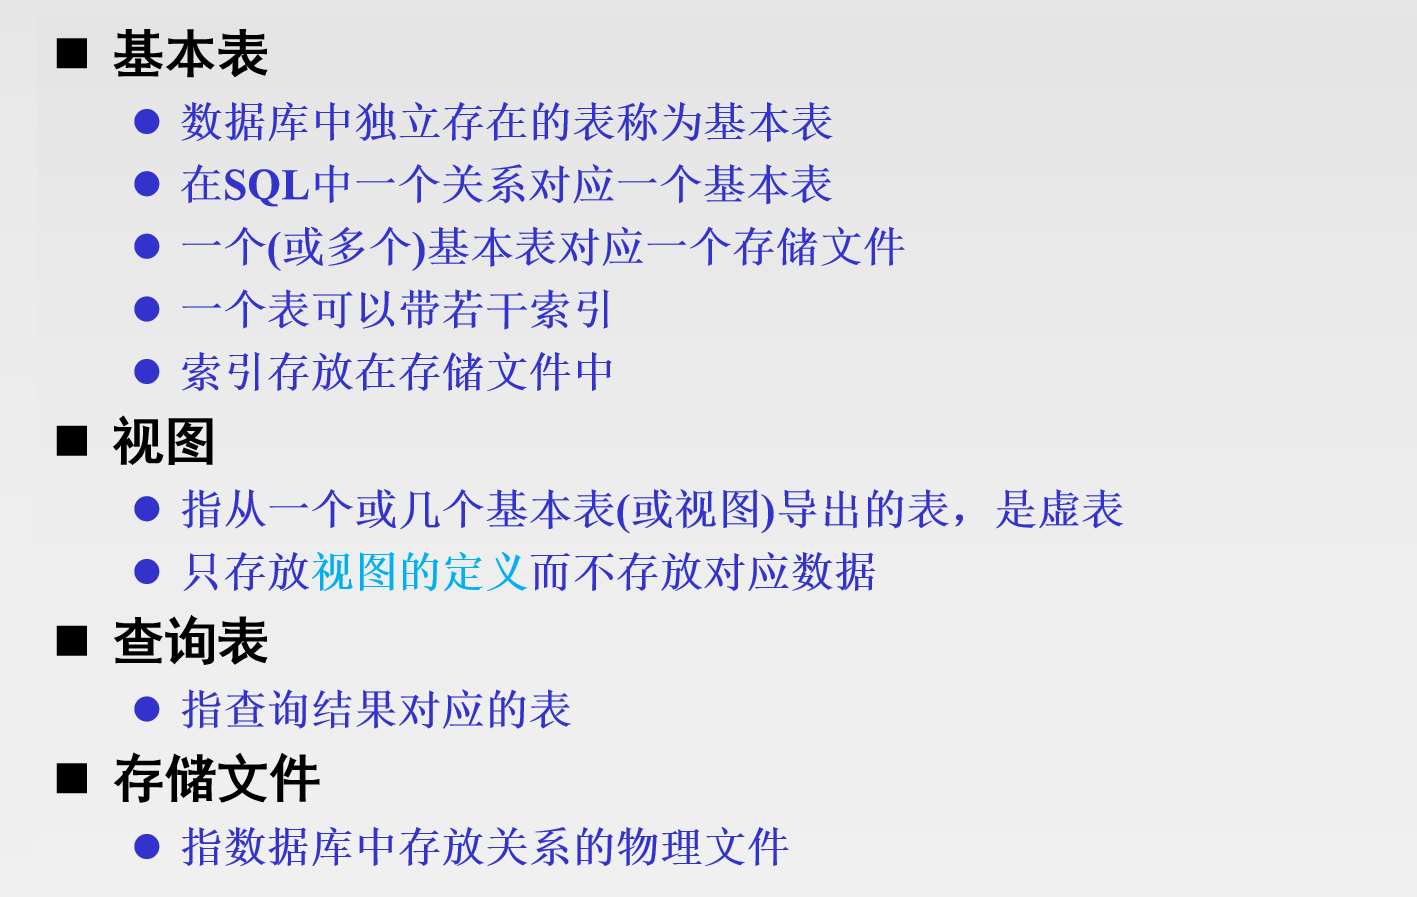 ■ 基本表
● 数据库中独立存在的表称为基本表
● 在SQL中一个关系对应一个基本表
● 一个(或多个)基本表对应一个存储文件
● 一个表可以带若干索引
● 索引存放在存储文件中
■ 视图
● 指从一个或几个基本表(或视图)导出的表，是虚表
● 只存放视图的定义而不存放对应数据
■ 查询表
● 指查询结果对应的表
■ 存储文件
● 指数据库中存放关系的物理文件